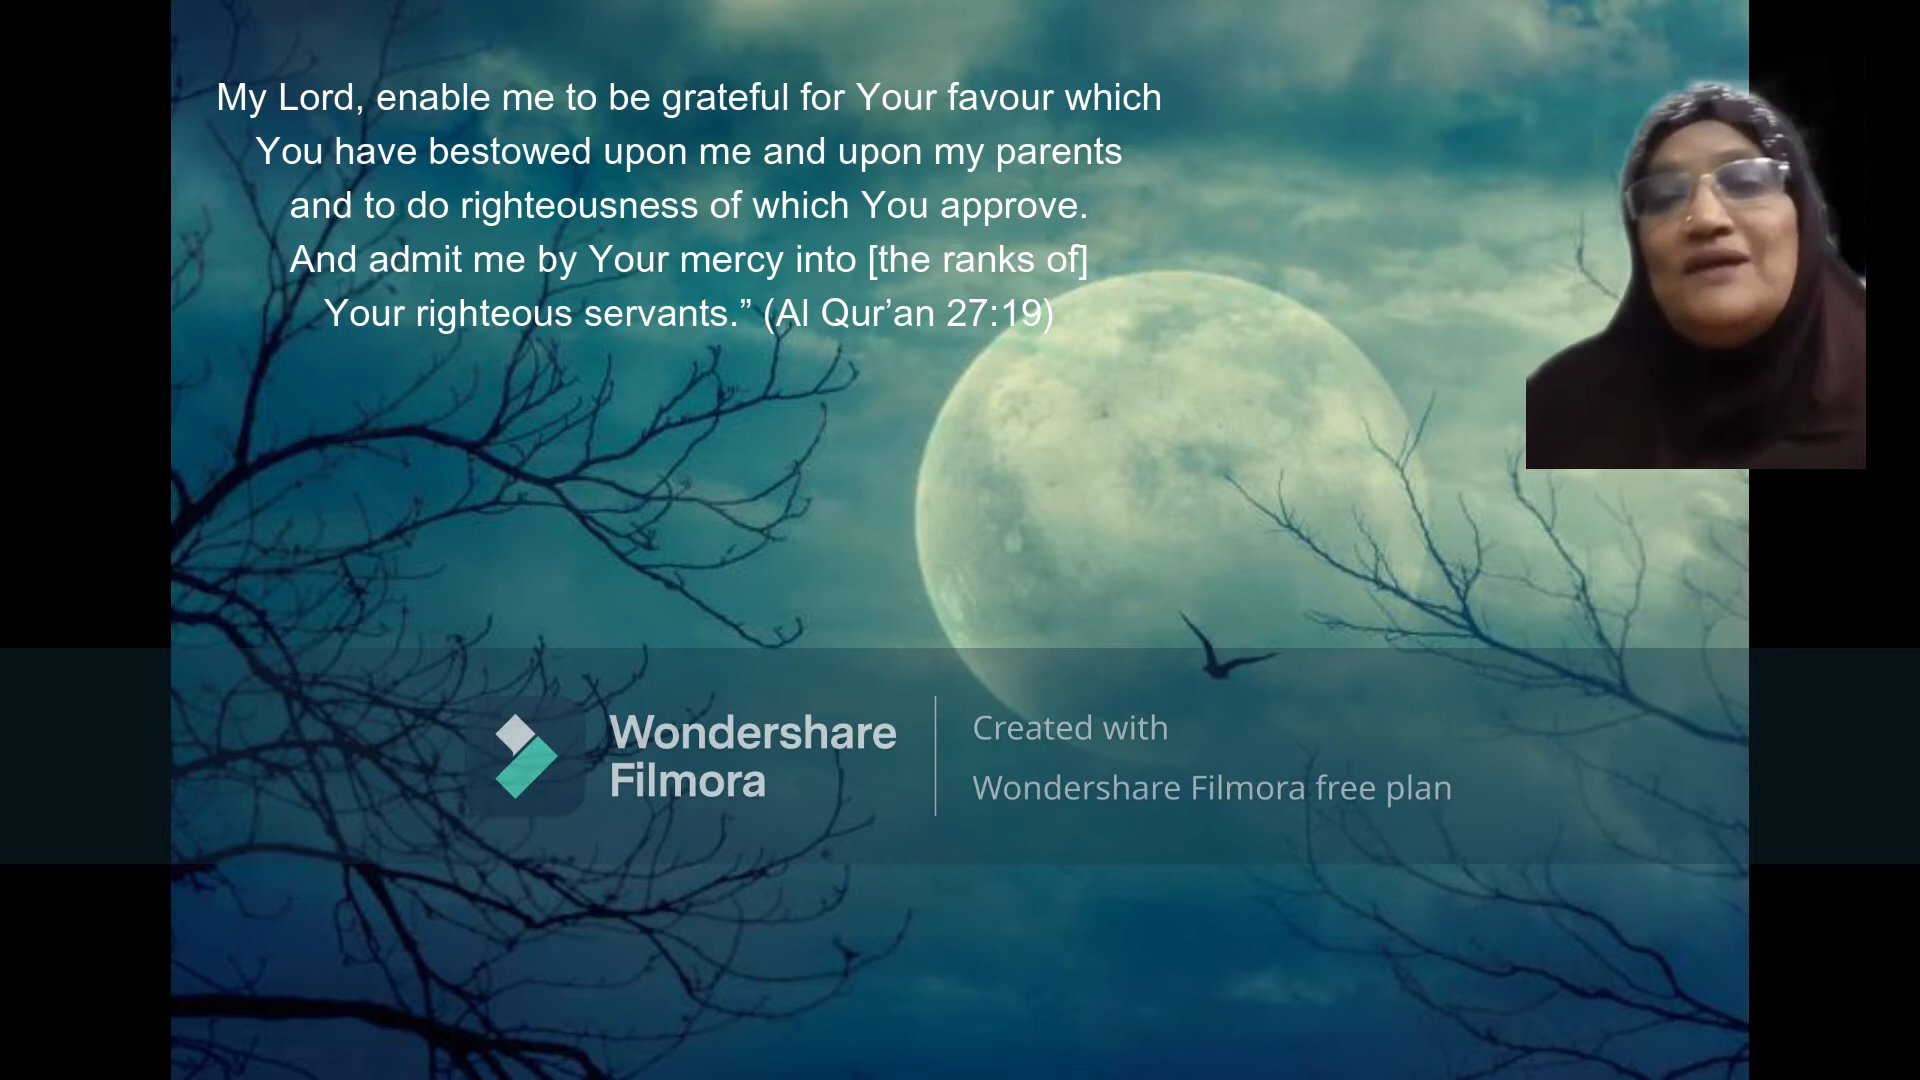 My Lord, enable me to be grateful for Your favour which
You have bestowed upon me and upon my parents
and to do righteousness of which You approve.
And admit me by Your mercy into [the ranks of]
Your righteous servants.” (Al Qur’an 27:19)
Wondershare
Filmora
Created with
Wondershare Filmora free plan